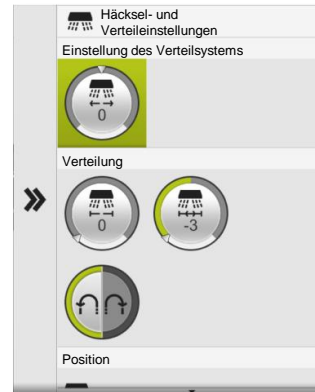 Häcksel- und
Verteileinstellungen
Einstellung des Verteilsystems
0
Verteilung
0
-3
Position